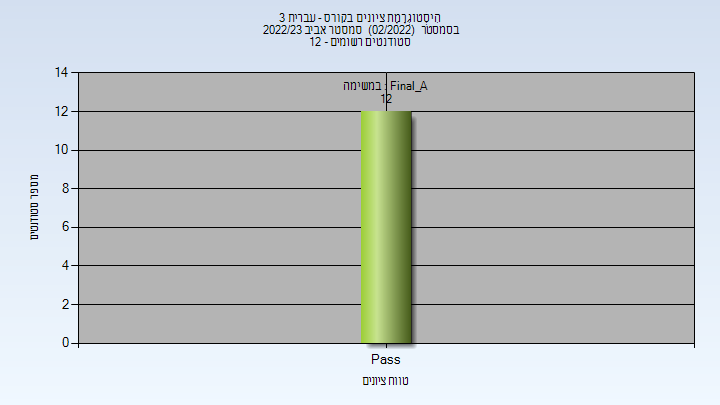 היסטוגרמת ציונים בקורס - עברית 3
בסמסטר (02/2022) סמסטר אביב 2022/23
סטודנטים רשומים - 12
במשימה : Final_A
12
14
12
10
8
6
4
2
0
מספר סטודנטים
Pass
טווח ציונים